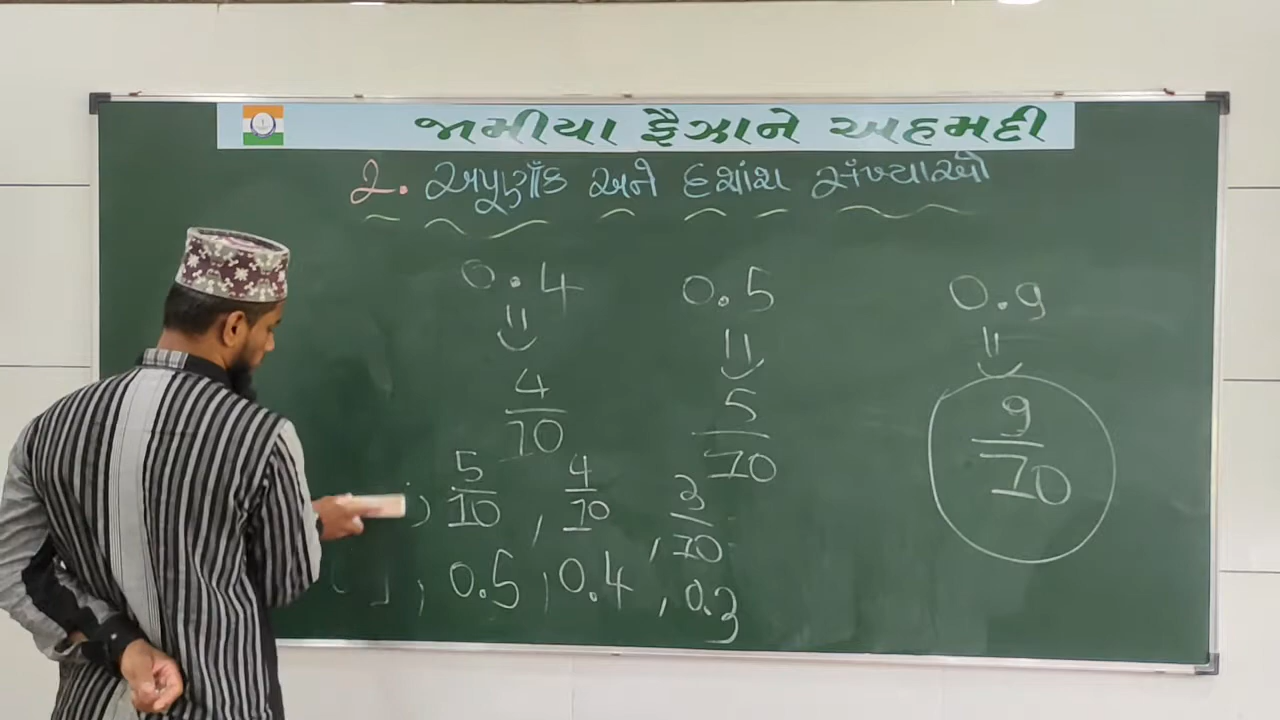 જામીયા ફૈઝાને અહમદી
2. અપૂર્ણાંક અને દશાંશ સંખ્યાઓ
0.4 0.5 0.9
4/10 5/10 9/10
5/10 , 4/10 , 3/10
, 0.5 , 0.4 , 0.3